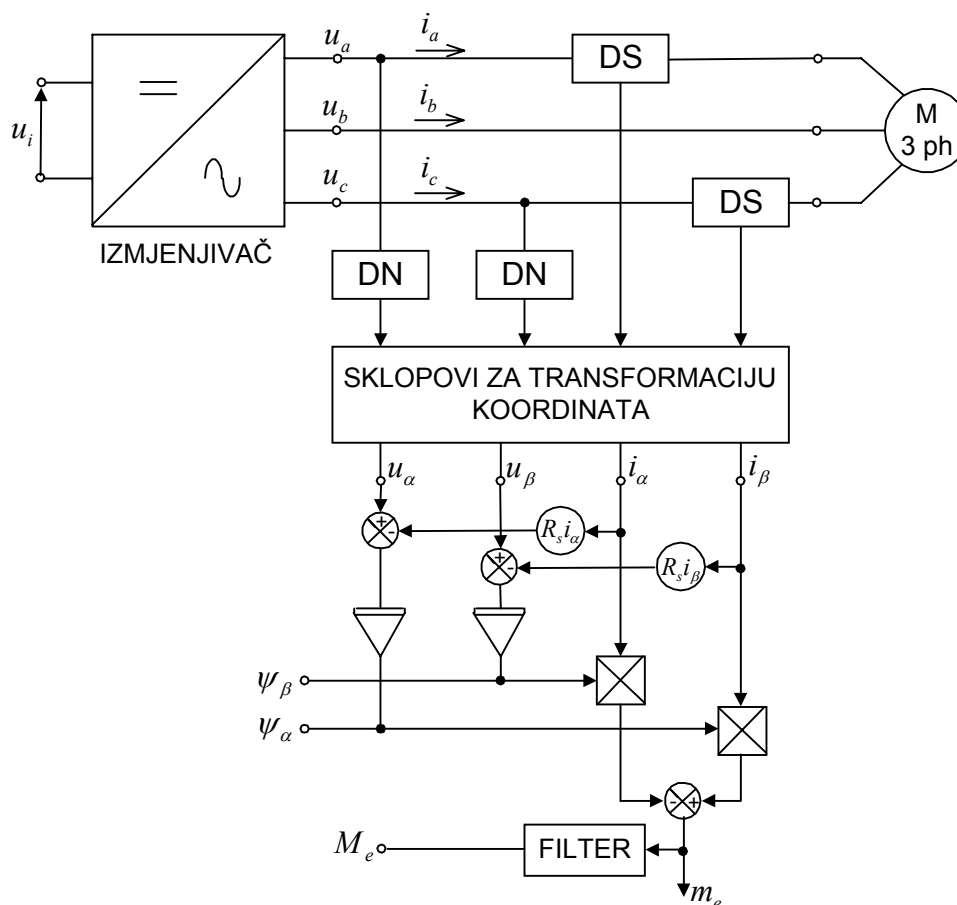 u_a
i_a
DS
u_i
u_b
i_b
M
3 ph
u_c
i_c
DS
IZMJENJIVAČ
DN
DN
SKLOPOVI ZA TRANSFORMACIJU
KOORDINATA
u_α
u_β
i_α
i_β
+
-
R_s i_α
+
-
R_s i_β
ψ_β
ψ_α
-
+
M_e
FILTER
m_e